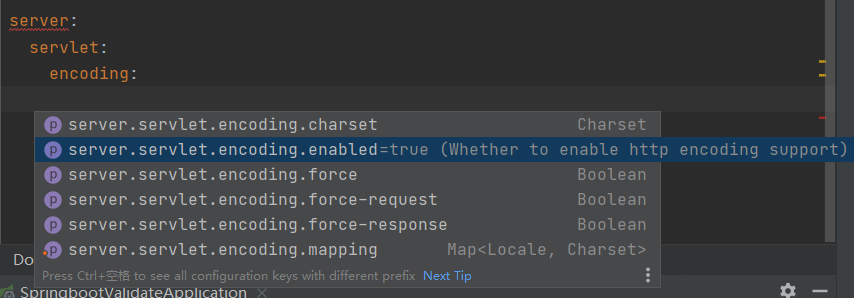 server:
servlet:
encoding:
server.servlet.encoding.charset Charset
server.servlet.encoding.enabled=true (Whether to enable http encoding support)
server.servlet.encoding.force Boolean
server.servlet.encoding.force-request Boolean
server.servlet.encoding.force-response Boolean
server.servlet.encoding.mapping Map<Locale, Charset>
Press Ctrl+空格 to see all configuration keys with different prefix Next Tip
Do
SpringbootValidateApplication